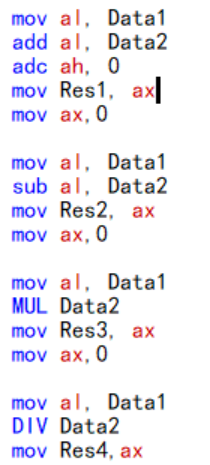 mov al, Data1
add al, Data2
adc ah, 0
mov Res1, ax
mov ax,0
mov al, Data1
sub al, Data2
mov Res2, ax
mov ax,0
mov al, Data1
MUL Data2
mov Res3, ax
mov ax,0
mov al, Data1
DIV Data2
mov Res4,ax